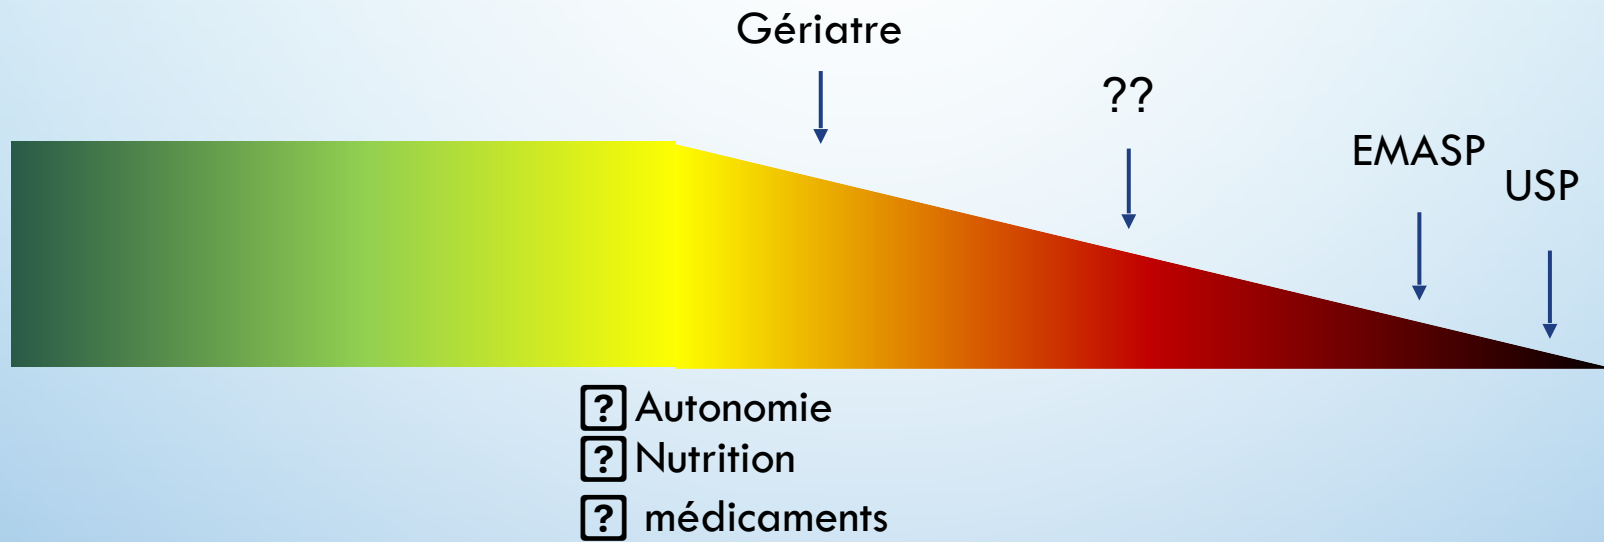 Gériatre
??
EMASP
USP
? Autonomie
? Nutrition
? médicaments